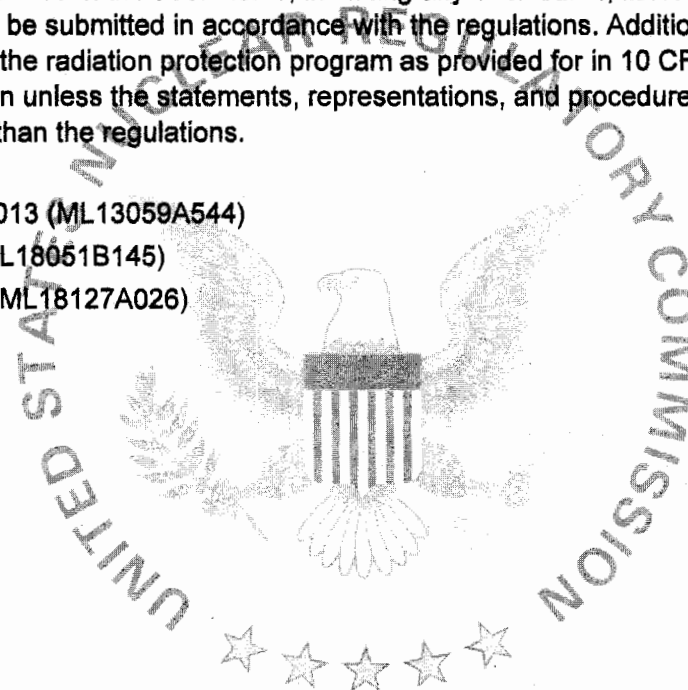 be submitted in accordance with the regulations. Additio
the radiation protection program as provided for in 10 CF
n unless the statements, representations, and procedure
than the regulations.
013 (ML13059A544)
L18051B145)
ML18127A026)
UNITED STATES NUCLEAR REGULATORY COMMISSION